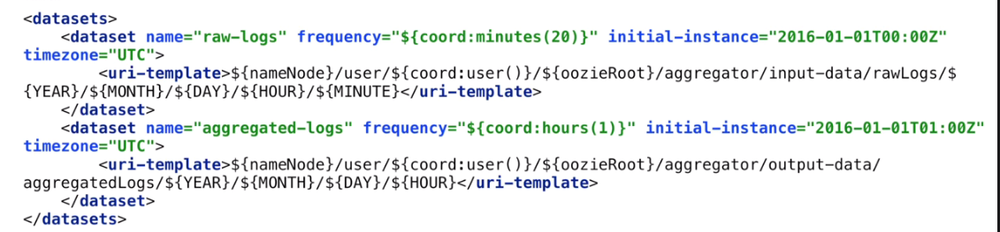 <datasets>
<dataset name="raw-logs" frequency="${coord:minutes(20)}" initial-instance="2016-01-01T00:00Z"
timezone="UTC">
<uri-template>${nameNode}/user/${coord:user()}/${oozieRoot}/aggregator/input-data/rawLogs/$
{YEAR}/${MONTH}/${DAY}/${HOUR}/${MINUTE}</uri-template>
</dataset>
<dataset name="aggregated-logs" frequency="${coord:hours(1)}" initial-instance="2016-01-01T01:00Z"
timezone="UTC">
<uri-template>${nameNode}/user/${coord:user()}/${oozieRoot}/aggregator/output-data/
aggregatedLogs/${YEAR}/${MONTH}/${DAY}/${HOUR}</uri-template>
</dataset>
</datasets>